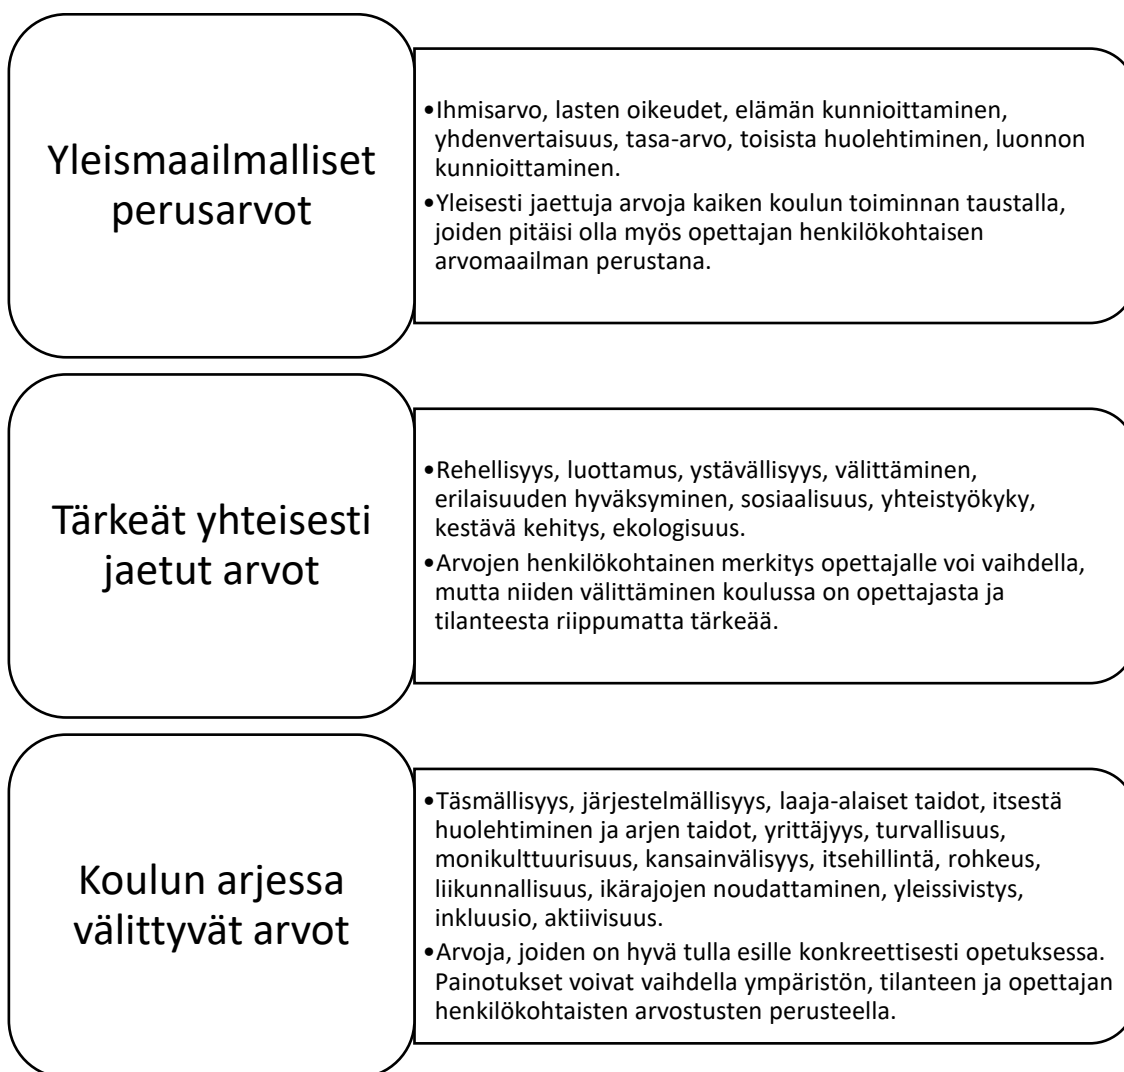 Yleismaailmalliset
perusarvot
•Ihmisarvo, lasten oikeudet, elämän kunnioittaminen,
yhdenvertaisuus, tasa-arvo, toisista huolehtiminen, luonnon
kunnioittaminen.
•Yleisesti jaettuja arvoja kaiken koulun toiminnan taustalla,
joiden pitäisi olla myös opettajan henkilökohtaisen
arvomaailman perustana.
Tärkeät yhteisesti
jaetut arvot
•Rehellisyys, luottamus, ystävällisyys, välittäminen,
erilaisuuden hyväksyminen, sosiaalisuus, yhteistyökyky,
kestävä kehitys, ekologisuus.
•Arvojen henkilökohtainen merkitys opettajalle voi vaihdella,
mutta niiden välittäminen koulussa on opettajasta ja
tilanteesta riippumatta tärkeää.
Koulun arjessa
välittyvät arvot
•Täsmällisyys, järjestelmällisyys, laaja-alaiset taidot, itsestä
huolehtiminen ja arjen taidot, yrittäjyys, turvallisuus,
monikulttuurisuus, kansainvälisyys, itsehillintä, rohkeus,
liikunnallisuus, ikärajojen noudattaminen, yleissivistys,
inkluusio, aktiivisuus.
•Arvoja, joiden on hyvä tulla esille konkreettisesti opetuksessa.
Painotukset voivat vaihdella ympäristön, tilanteen ja opettajan
henkilökohtaisten arvostusten perusteella.